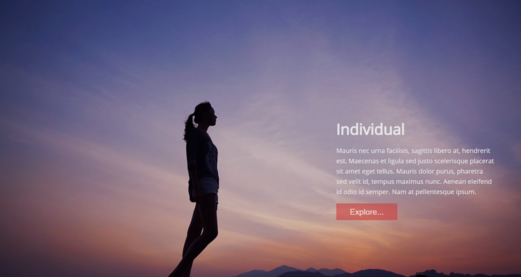 Individual
Mauris nec urna facilisis, sagittis libero at, hendrerit
est. Maecenas et ligula sed justo scelerisque placerat
sit amet eget tellus. Mauris dolor purus, pharetra
sed velit id, tempus maximus nunc. Aenean eleifend
id odio id semper. Nam at pellentesque ipsum.
Explore...